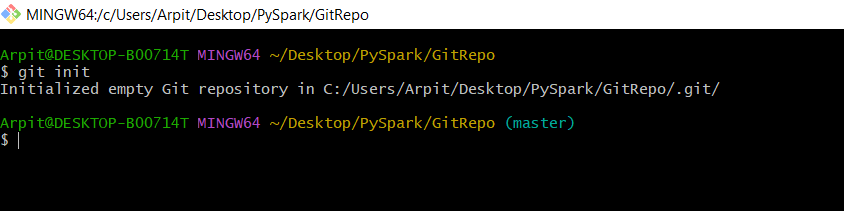 MINGW64:/c/Users/Arpit/Desktop/PySpark/GitRepo
Arpit@DESKTOP-B00714T MINGW64 ~/Desktop/PySpark/GitRepo
$ git init
Initialized empty Git repository in C:/Users/Arpit/Desktop/PySpark/GitRepo/.git/
Arpit@DESKTOP-B00714T MINGW64 ~/Desktop/PySpark/GitRepo (master)
$